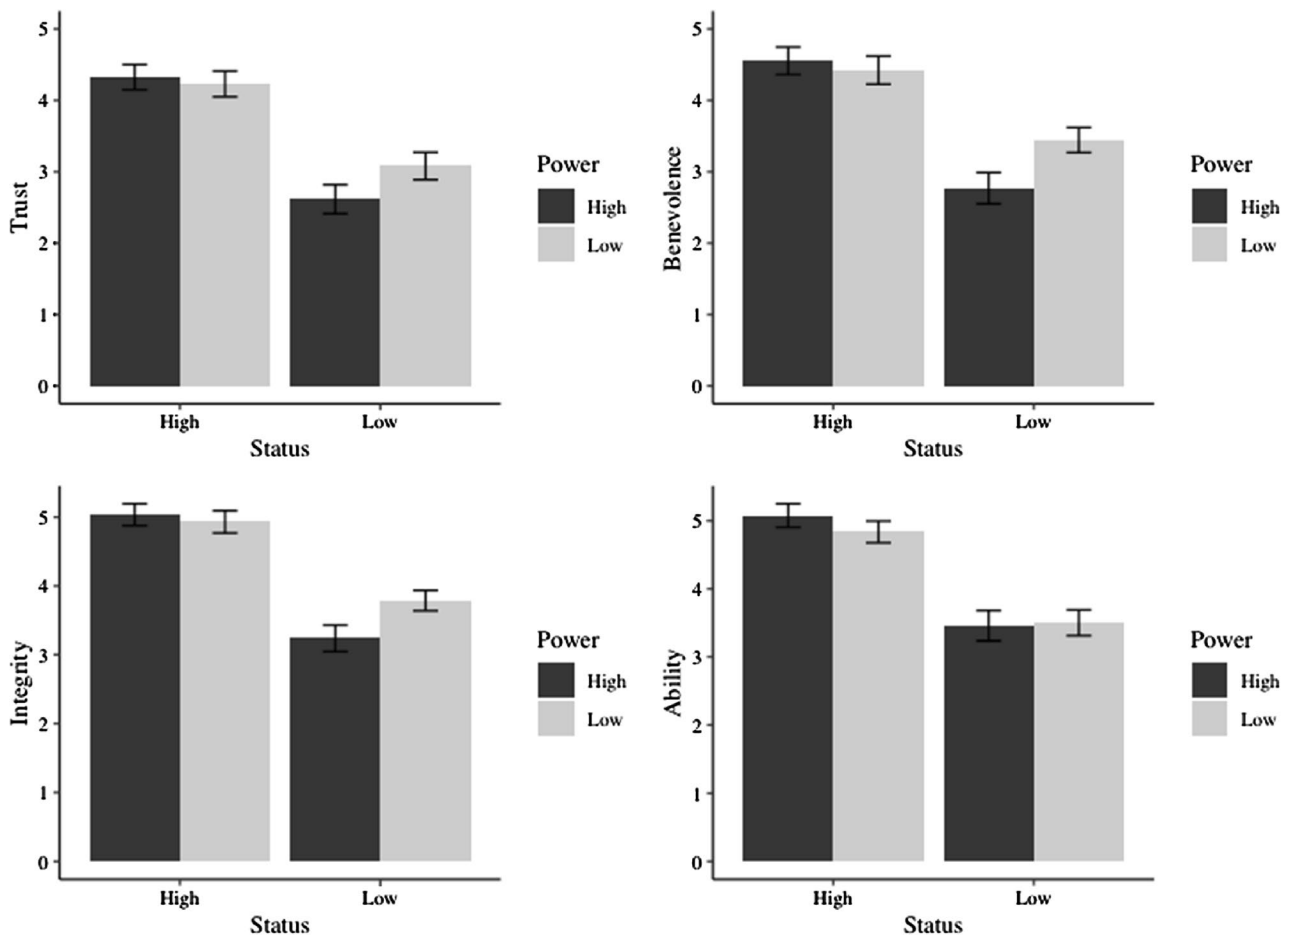 5
4
3
2
1
0
Trust
High
Low
Status
Power
High
Low
5
4
3
2
1
0
Benevolence
High
Low
Status
Power
High
Low
5
4
3
2
1
0
Integrity
High
Low
Status
Power
High
Low
5
4
3
2
1
0
Ability
High
Low
Status
Power
High
Low